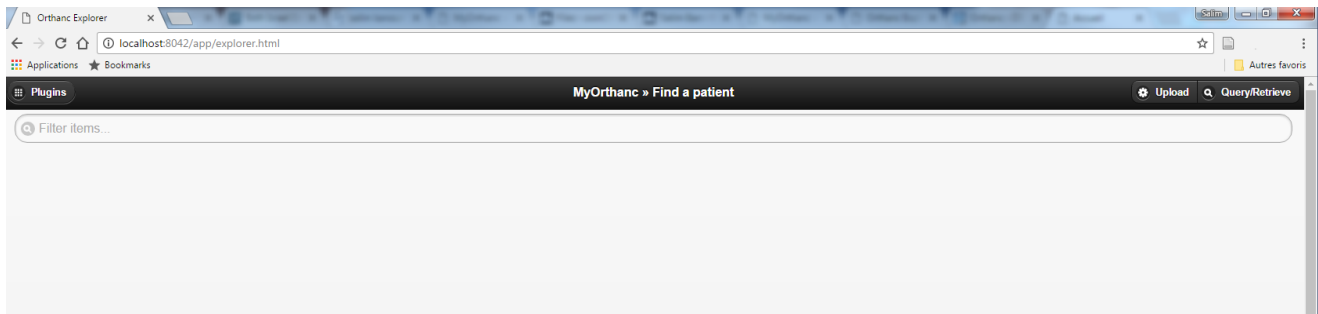 Orthanc Explorer
Salim
localhost:8042/app/explorer.html
Applications Bookmarks Autres favoris
Plugins MyOrthanc » Find a patient Upload Query/Retrieve
Filter items...